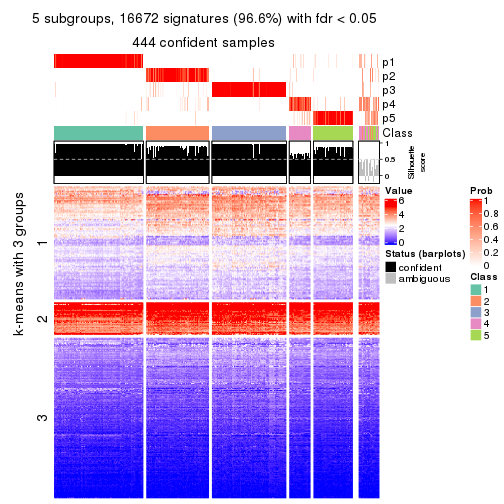 5 subgroups, 16672 signatures (96.6%) with fdr < 0.05
444 confident samples
p1
p2
p3
p4
p5
Class
1
0.5
0
Silhouette
score
k-means with 3 groups
1
2
3
Value
6
4
2
0
Status (barplots)
confident
ambiguous
Prob
1
0.8
0.6
0.4
0.2
0
Class
1
2
3
4
5